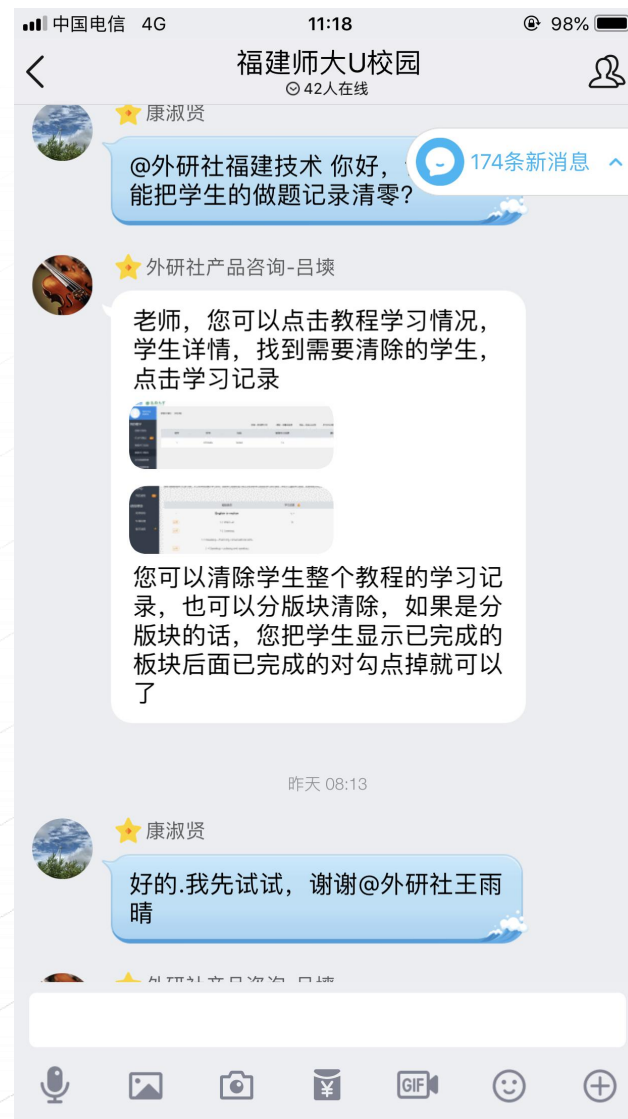 中国电信 4G
11:18
98%
福建师大U校园
42人在线
康淑贤
174条新消息
@外研社福建技术 你好,
能把学生的做题记录清零?
外研社产品咨询-吕㙇
老师，您可以点击教程学习情况，
学生详情，找到需要清除的学生，
点击学习记录
您可以清除学生整个教程的学习记
录，也可以分版块清除，如果是分
版块的话，您把学生显示已完成的
板块后面已完成的对勾点掉就可以
了
昨天 08:13
康淑贤
好的.我先试试，谢谢@外研社王雨
晴
GIF